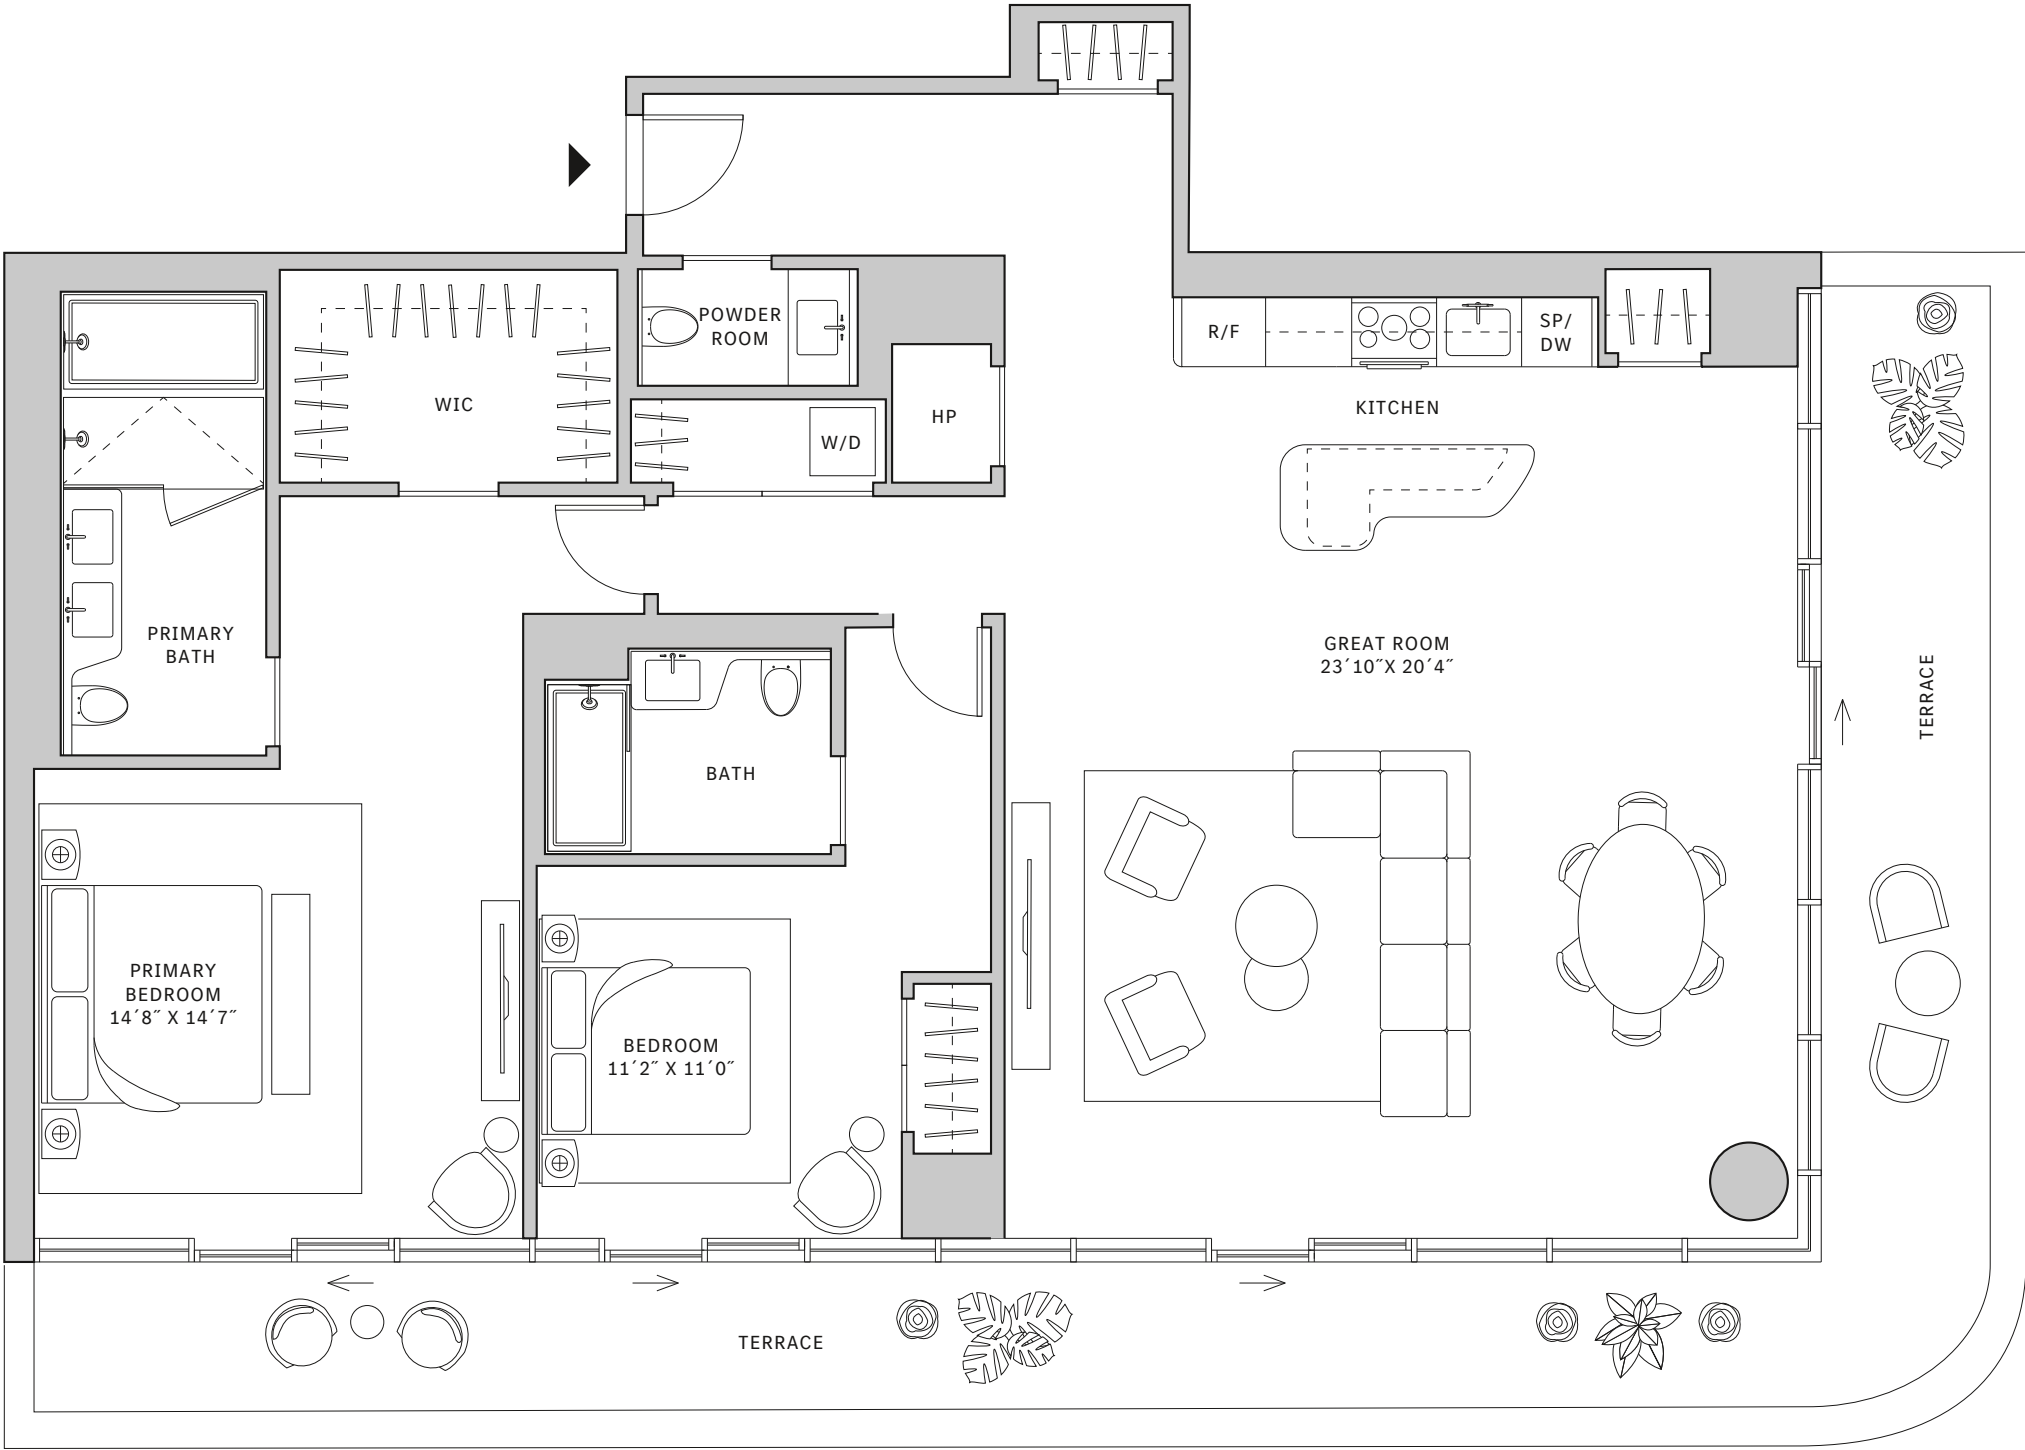 POWDER
ROOM
R/F
SP/
DW
WIC
HP
KITCHEN
W/D
PRIMARY
BATH
GREAT ROOM
23´10˝X 20´4˝
TERRACE
BATH
PRIMARY
BEDROOM
14´8˝ X 14´7˝
BEDROOM
11´2˝ X 11´0˝
TERRACE